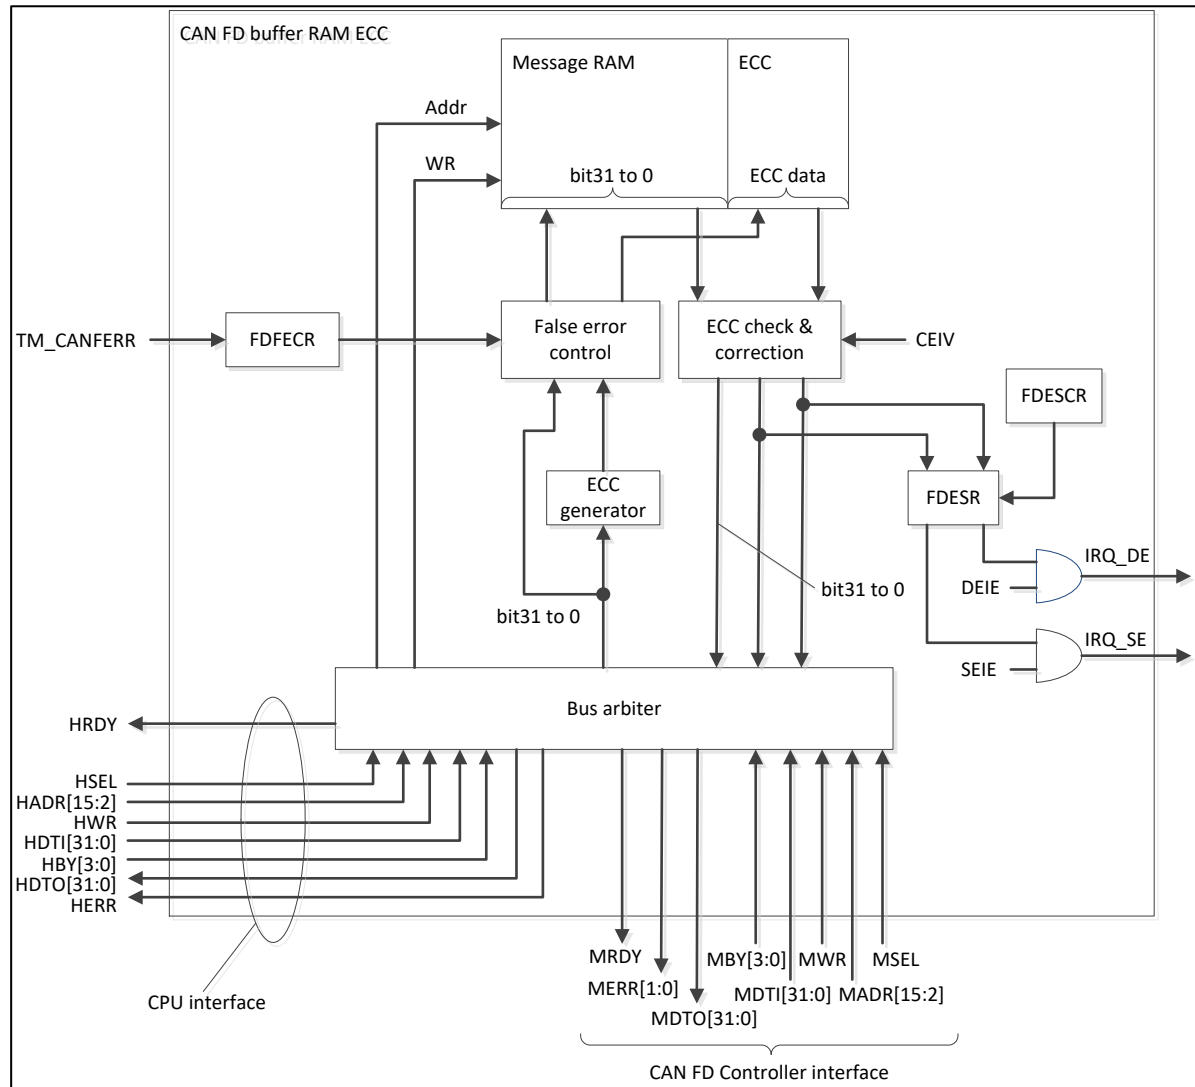 CAN FD buffer RAM ECC
Message RAM
ECC
Addr
WR
bit31 to 0
ECC data
TM_CANFERR
FDFECR
False error
control
ECC check &
correction
CEIV
FDESCR
ECC
generator
FDESR
bit31 to 0
bit31 to 0
IRQ_DE
DEIE
IRQ_SE
SEIE
Bus arbiter
HRDY
HSEL
HADR[15:2]
HWR
HDTI[31:0]
HBY[3:0]
HDTO[31:0]
HERR
CPU interface
MRDY
MERR[1:0]
MDTO[31:0]
MBY[3:0]
MDTI[31:0]
MWR
MADR[15:2]
MSEL
CAN FD Controller interface